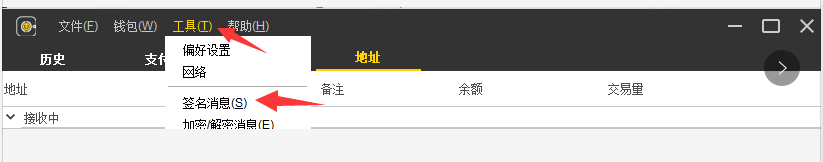 文件(F) 钱包(W) 工具(T) 帮助(H)
历史 支付 地址
偏好设置
网络
地址 备注 余额 交易量
签名消息(S)
接收中
加密/解密消息(E)